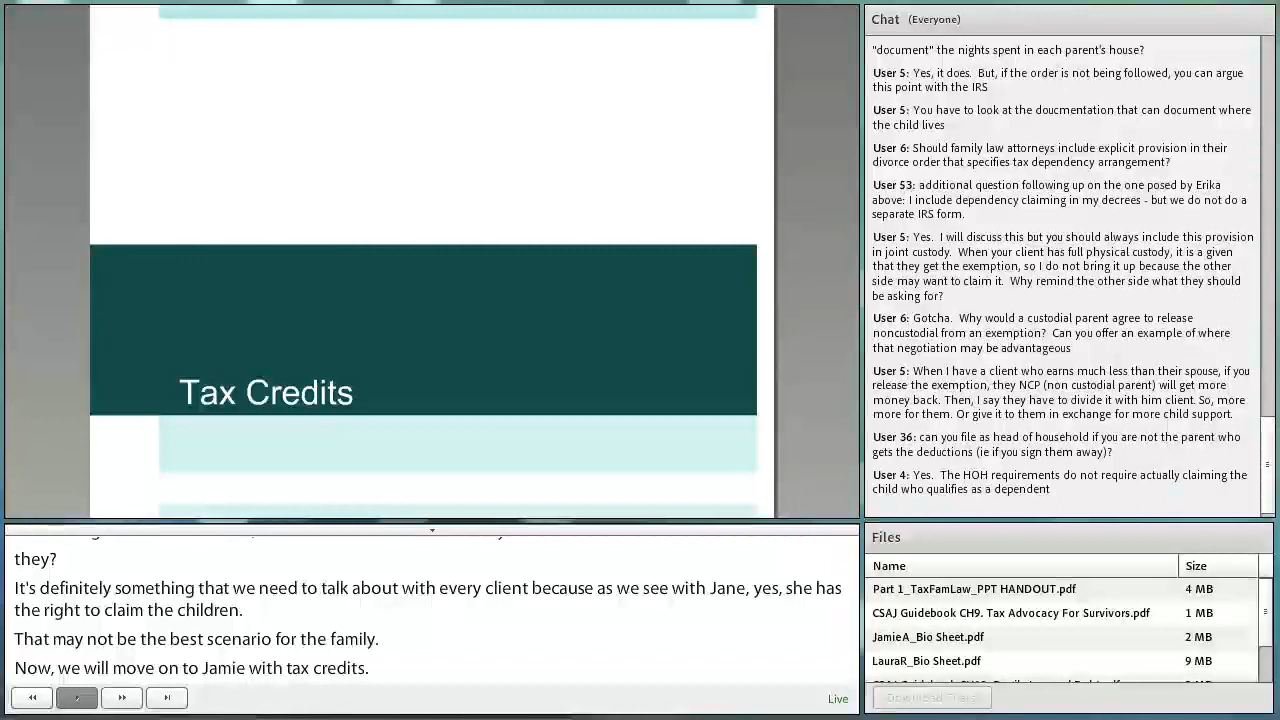 Tax Credits
they?
It's definitely something that we need to talk about with every client because as we see with Jane, yes, she has
the right to claim the children.
That may not be the best scenario for the family.
Now, we will move on to Jamie with tax credits.
Live
Chat (Everyone)
"document" the nights spent in each parent's house?
User 5: Yes, it does. But, if the order is not being followed, you can argue
this point with the IRS
User 5: You have to look at the doucmentation that can document where
the child lives
User 6: Should family law attorneys include explicit provision in their
divorce order that specifies tax dependency arrangement?
User 53: additional question following up on the one posed by Erika
above: I include dependency claiming in my decrees - but we do not do a
separate IRS form.
User 5: Yes. I will discuss this but you should always include this provision
in joint custody. When your client has full physical custody, it is a given
that they get the exemption, so I do not bring it up because the other
side may want to claim it. Why remind the other side what they should
be asking for?
User 6: Gotcha. Why would a custodial parent agree to release
noncustodial from an exemption? Can you offer an example of where
that negotiation may be advantageous
User 5: When I have a client who earns much less than their spouse, if you
release the exemption, they NCP (non custodial parent) will get more
money back. Then, I say they have to divide it with him client. So, more
more for them. Or give it to them in exchange for more child support.
User 36: can you file as head of household if you are not the parent who
gets the deductions (ie if you sign them away)?
User 4: Yes. The HOH requirements do not require actually claiming the
child who qualifies as a dependent
Files
Name Size
Part 1_TaxFamLaw_PPT HANDOUT.pdf 4 MB
CSAJ Guidebook CH9. Tax Advocacy For Survivors.pdf 1 MB
JamieA_Bio Sheet.pdf 2 MB
LauraR_Bio Sheet.pdf 9 MB